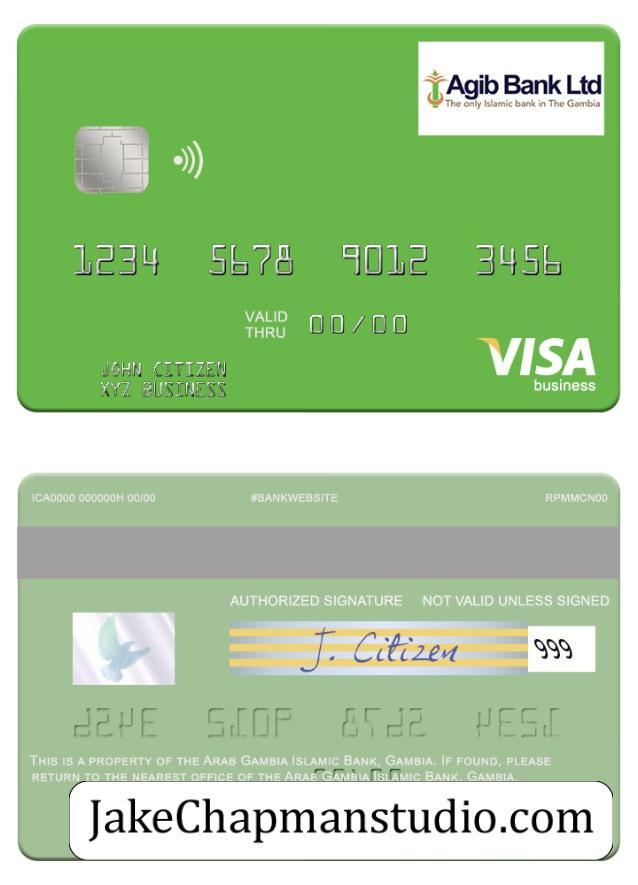 Agib Bank Ltd
The only Islamic bank in The Gambia
1234 5678 9012 3456
VALID
THRU 00/00
JOHN CITIZEN
XYZ BUSINESS
VISA
business
ICA0000 000000H 00/00 #BANKWEBSITE RPMMCN00
AUTHORIZED SIGNATURE NOT VALID UNLESS SIGNED
J. Citizen 999
THIS IS A PROPERTY OF THE ARAB GAMBIA ISLAMIC BANK, GAMBIA. IF FOUND, PLEASE
RETURN TO THE NEAREST OFFICE OF THE ARAB GAMBIA ISLAMIC BANK, GAMBIA.
JakeChapmanstudio.com